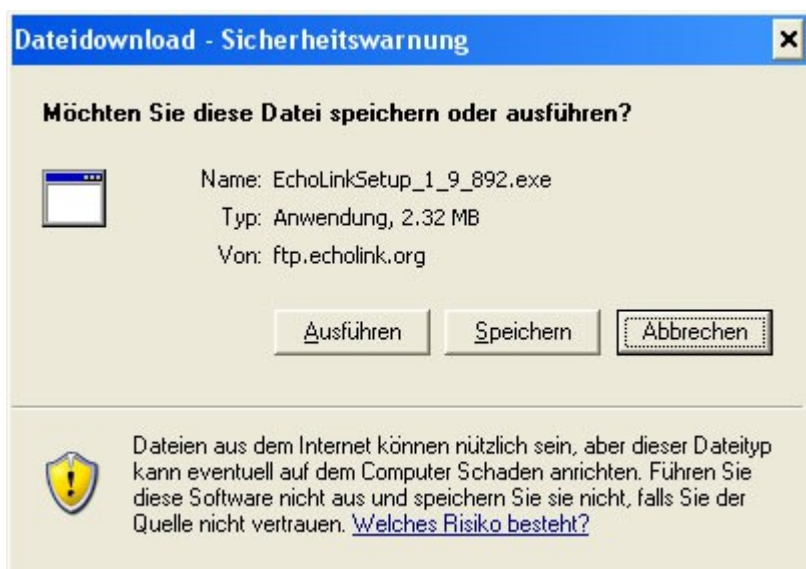 Dateidownload - Sicherheitswarnung
Möchten Sie diese Datei speichern oder ausführen?
Name: EchoLinkSetup_1_9_892.exe
Typ: Anwendung, 2.32 MB
Von: ftp.echolink.org
Ausführen Speichern Abbrechen
Dateien aus dem Internet können nützlich sein, aber dieser Dateityp
kann eventuell auf dem Computer Schaden anrichten. Führen Sie
diese Software nicht aus und speichern Sie sie nicht, falls Sie der
Quelle nicht vertrauen. Welches Risiko besteht?